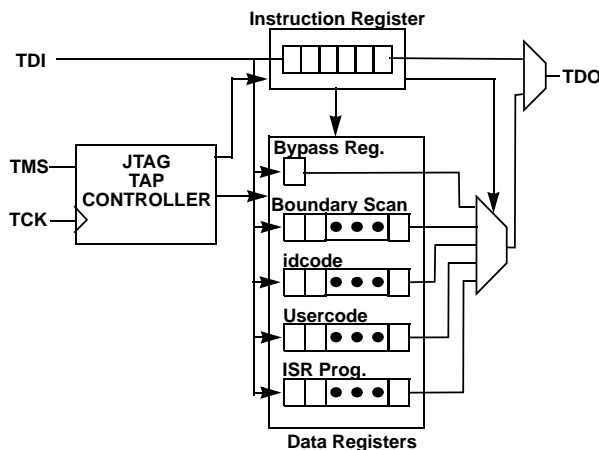 Instruction Register
TDI
TDO
Bypass Reg.
TMS
JTAG
TAP
CONTROLLER
TCK
Boundary Scan
idcode
Usercode
ISR Prog.
Data Registers